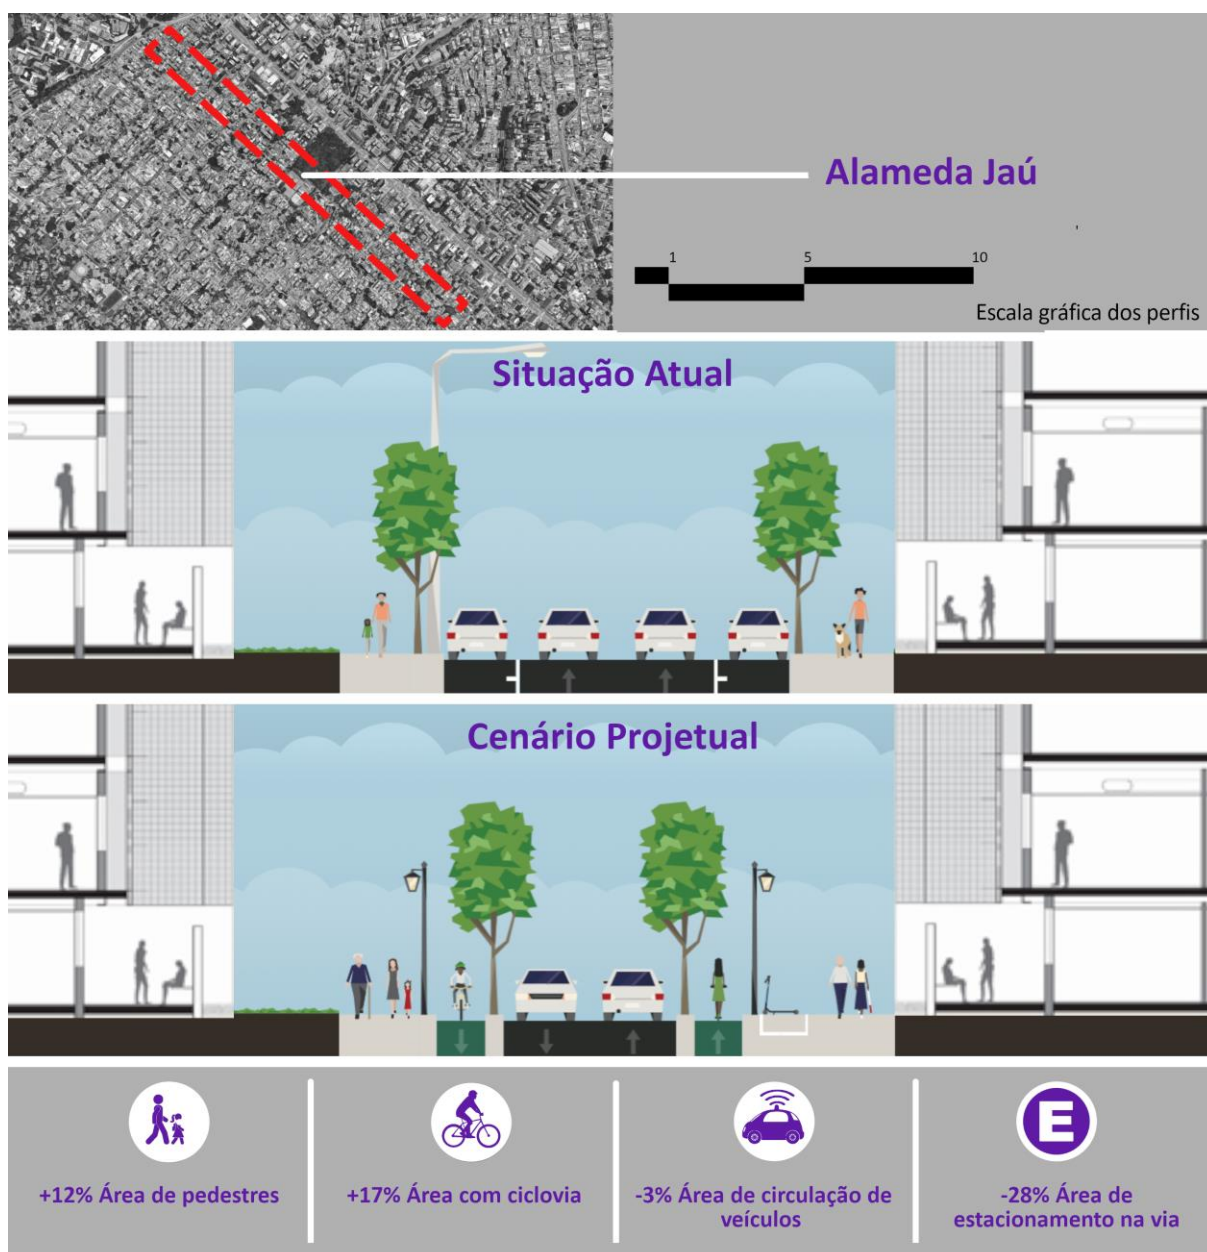 Alameda Jaú
1 5 10
Escala gráfica dos perfis
Situação Atual
Cenário Projetual
E
+12% Área de pedestres
+17% Área com ciclovia
-3% Área de circulação de
veículos
-28% Área de
estacionamento na via